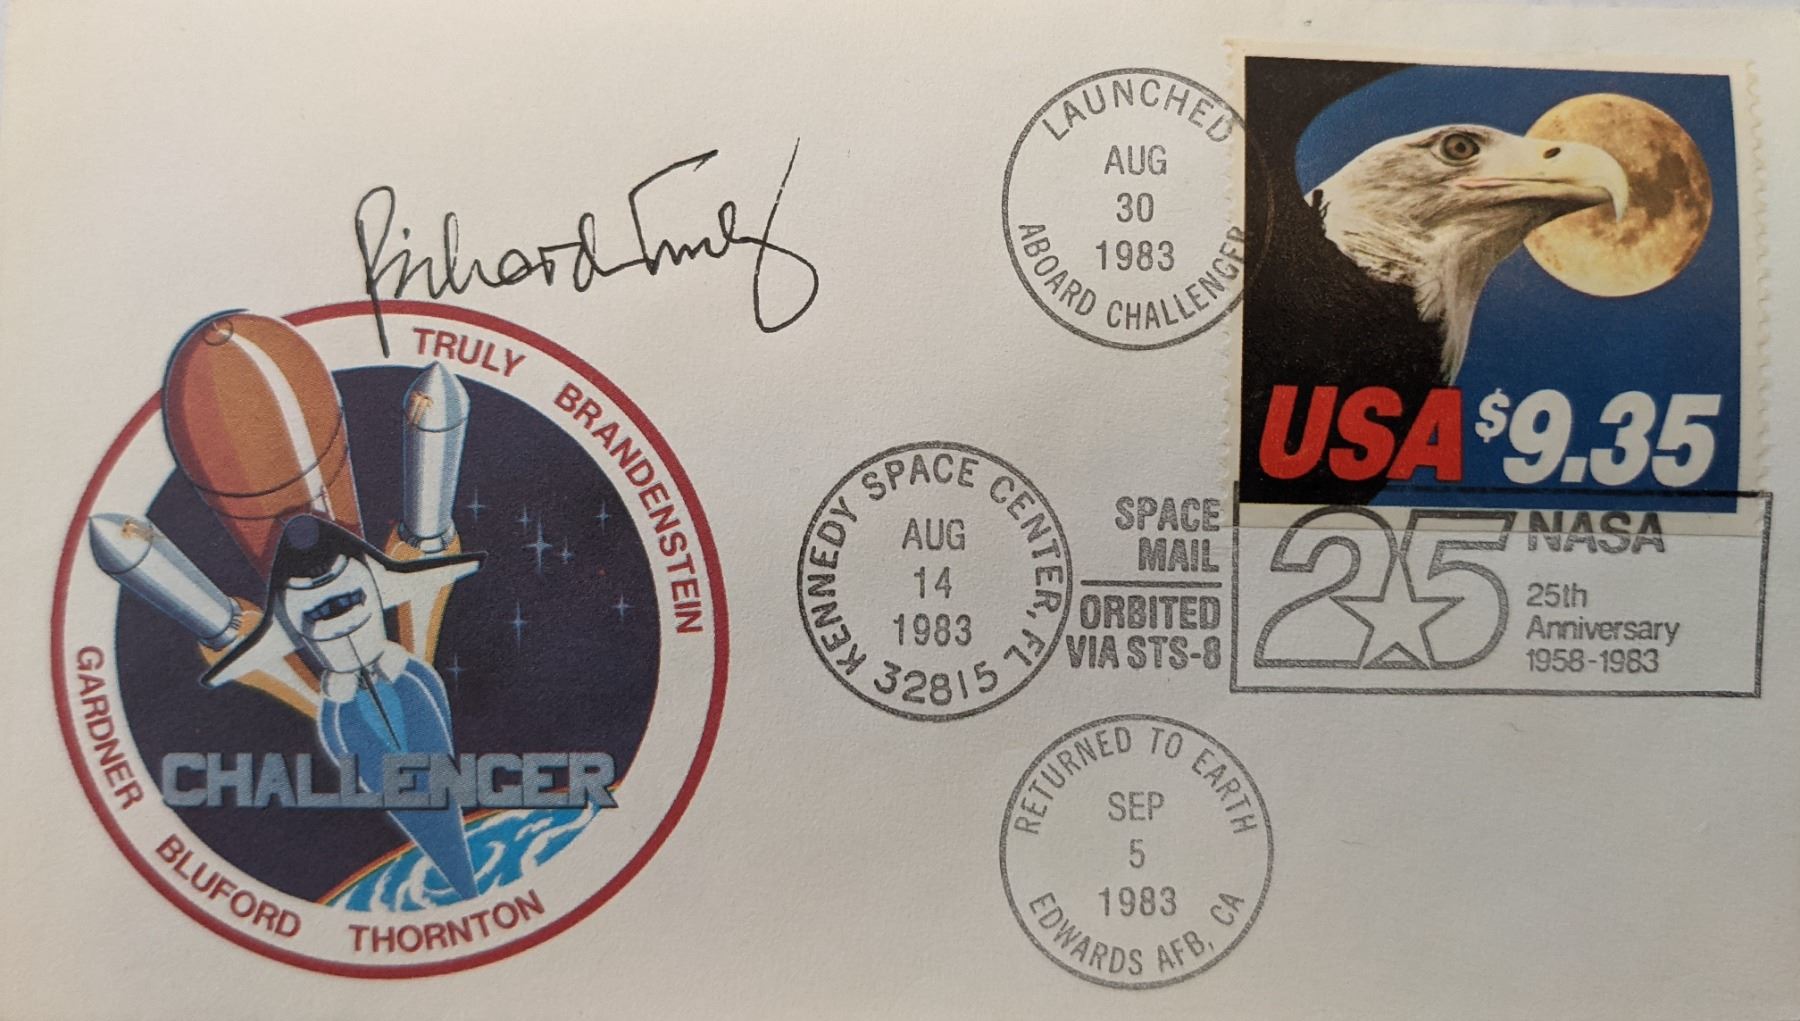 Richard Truly
TRULY BRANDENSTEIN
GARDNER BLUFORD THORNTON
CHALLENGER
LAUNCHED
AUG
30
1983
ABOARD CHALLENGER
USA $9.35
KENNEDY SPACE CENTER, FL
AUG
14
1983
32815
SPACE
MAIL
ORBITED
VIA STS-8
25
NASA
25th
Anniversary
1958-1983
RETURNED TO EARTH
SEP
5
1983
EDWARDS AFB, CA